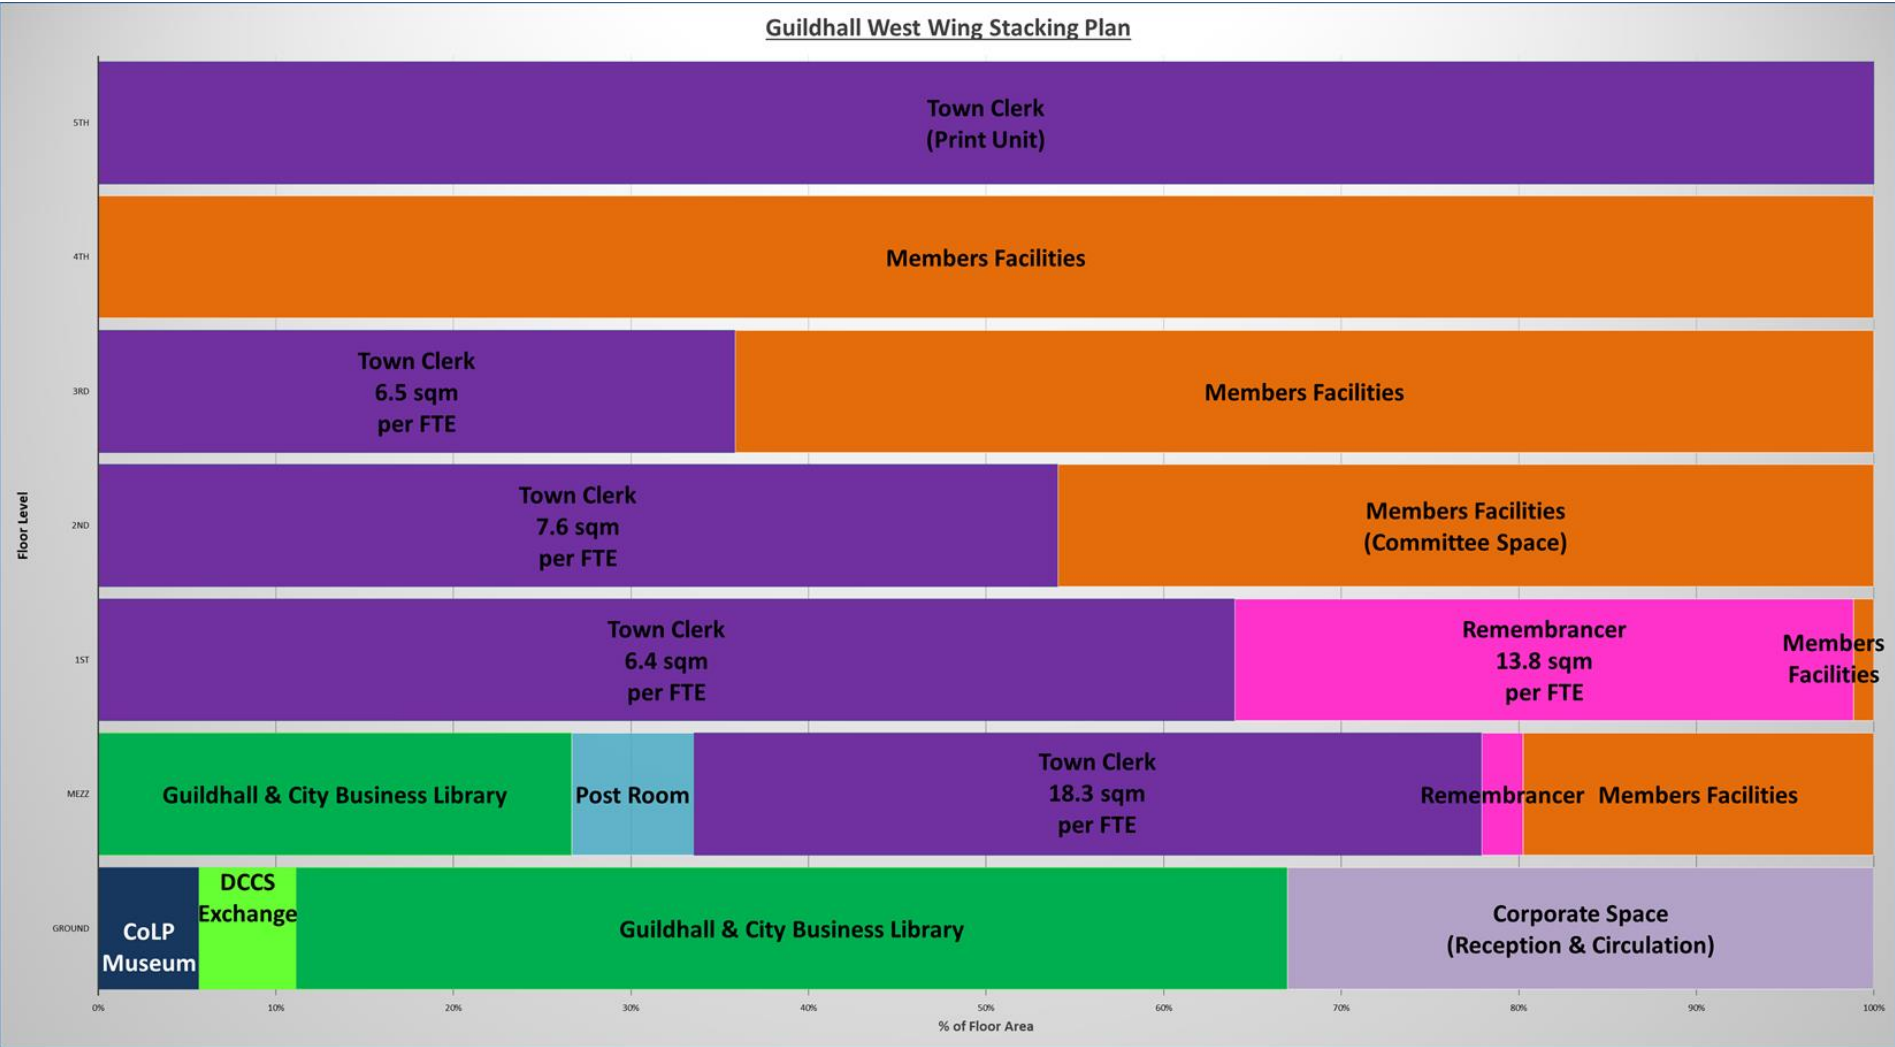 Guildhall West Wing Stacking Plan
5TH
Town Clerk
(Print Unit)
4TH
Members Facilities
3RD
Town Clerk
6.5 sqm
per FTE
Members Facilities
Floor Level
2ND
Town Clerk
7.6 sqm
per FTE
Members Facilities
(Committee Space)
1ST
Town Clerk
6.4 sqm
per FTE
Remembrancer
13.8 sqm
per FTE
Members
Facilities
MEZZ
Guildhall & City Business Library
Post Room
Town Clerk
18.3 sqm
per FTE
Remembrancer
Members Facilities
GROUND
CoLP
Museum
DCCS
Exchange
Guildhall & City Business Library
Corporate Space
(Reception & Circulation)
0% 10% 20% 30% 40% 50% 60% 70% 80% 90% 100%
% of Floor Area